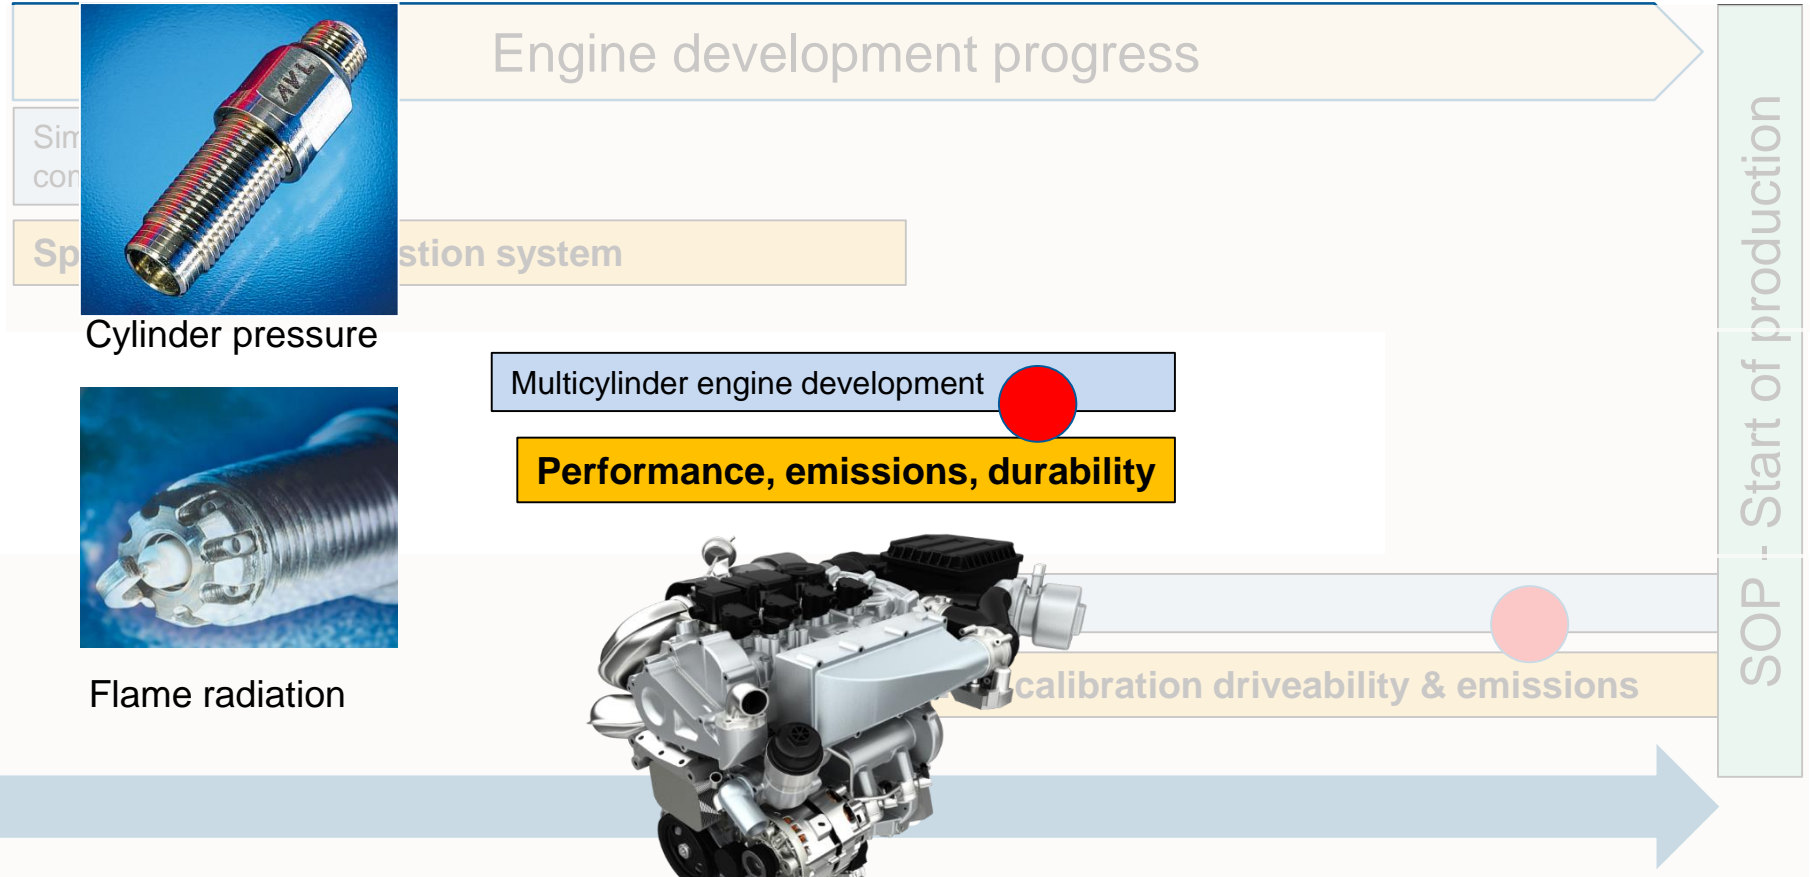 Engine development progress
AVL
Sim
con
Sp
stion system
Cylinder pressure
Multicylinder engine development
Performance, emissions, durability
Flame radiation
calibration driveability & emissions
SOP - Start of production